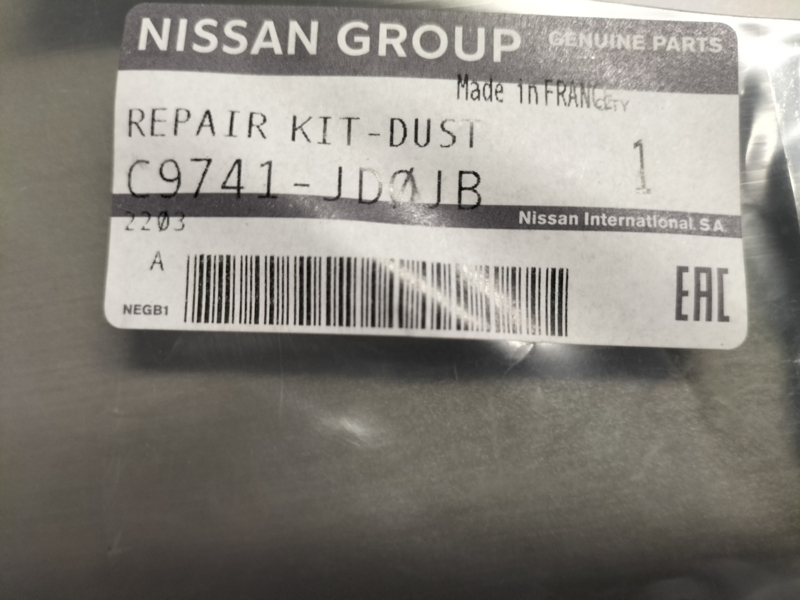 NISSAN GROUP GENUINE PARTS
Made in FRANCE
REPAIR KIT-DUST
1
C9741-JD0JB
Nissan International. S.A.
2203
A
NEGB1
EAC